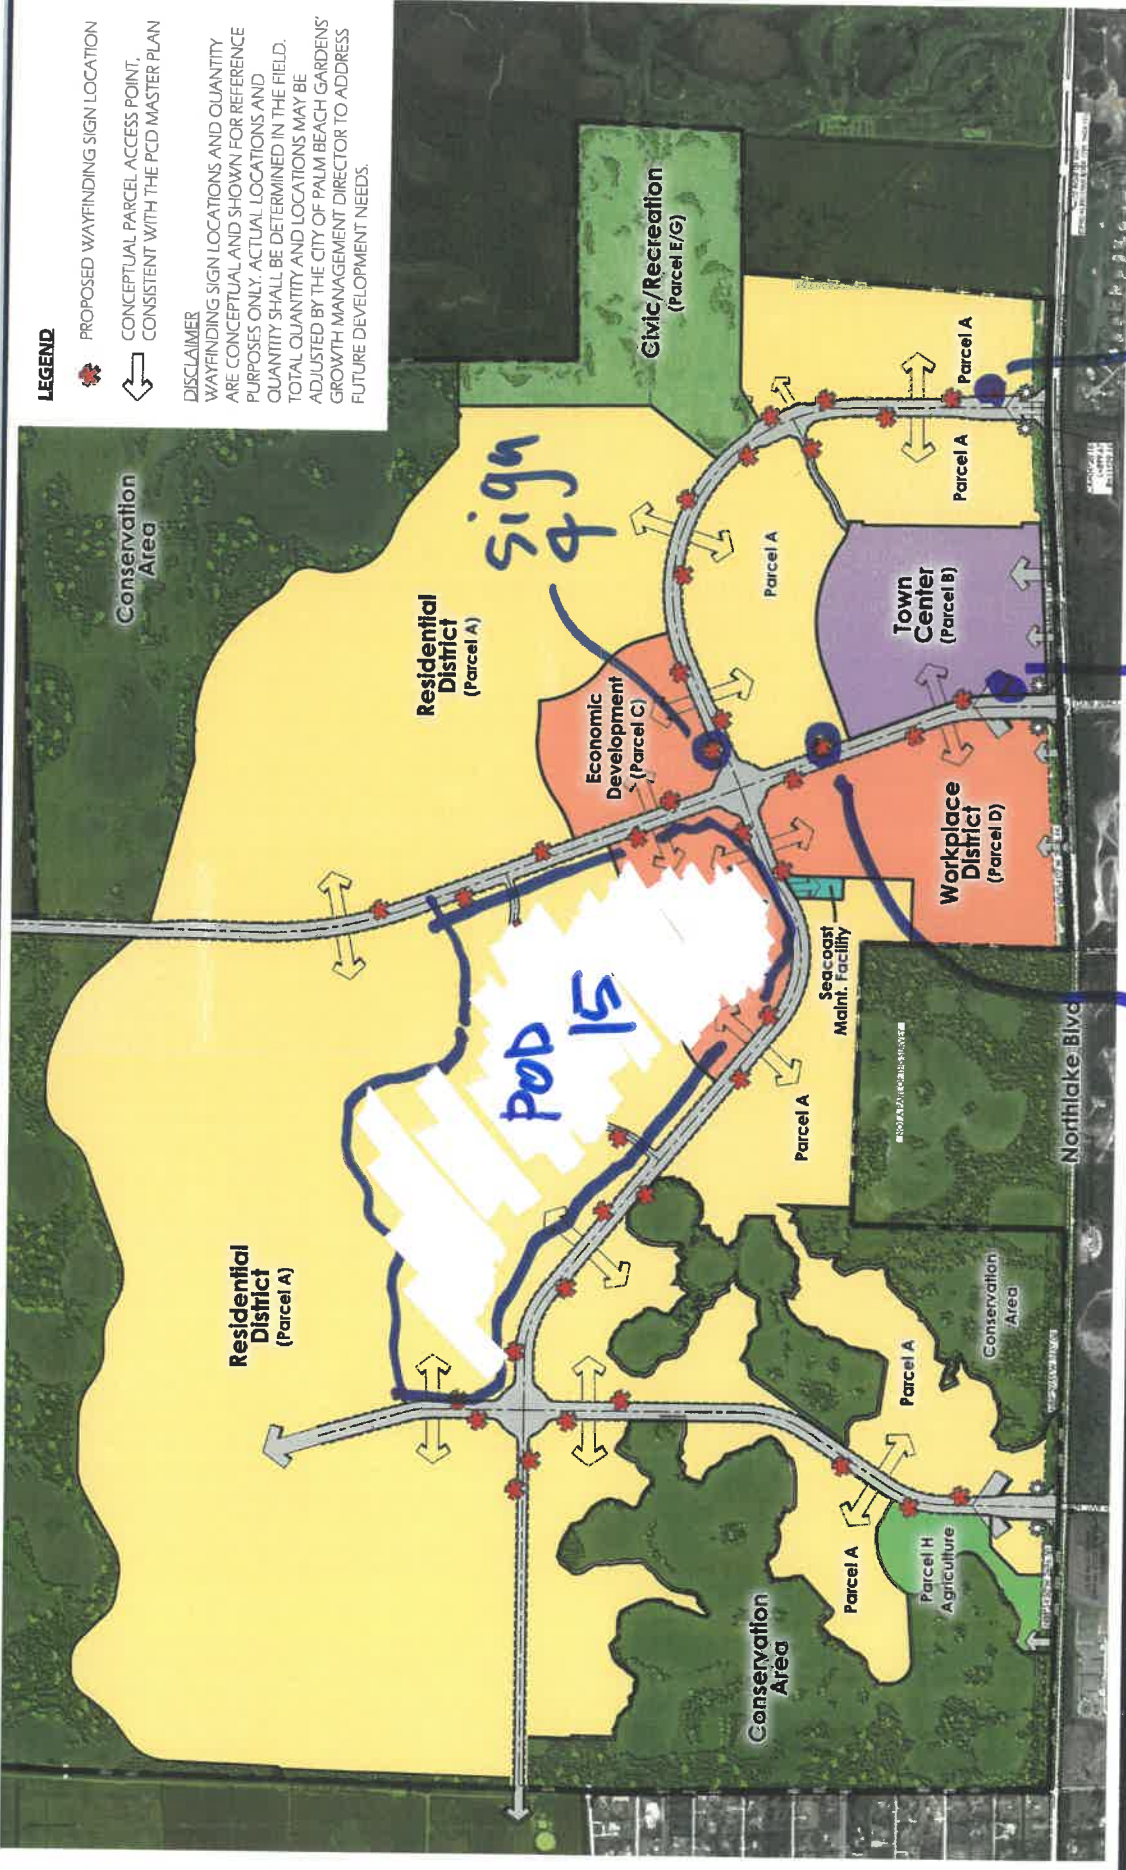 LEGEND
PROPOSED WAYFINDING SIGN LOCATION
CONCEPTUAL PARCEL ACCESS POINT,
CONSISTENT WITH THE PCD MASTER PLAN
DISCLAIMER
WAYFINDING SIGN LOCATIONS AND QUANTITY
ARE CONCEPTUAL AND SHOWN FOR REFERENCE
PURPOSES ONLY. ACTUAL LOCATIONS AND
QUANTITY SHALL BE DETERMINED IN THE FIELD.
TOTAL QUANTITY AND LOCATIONS MAY BE
ADJUSTED BY THE CITY OF PALM BEACH GARDENS'
GROWTH MANAGEMENT DIRECTOR TO ADDRESS
FUTURE DEVELOPMENT NEEDS.
Conservation
Area
Civic/Recreation
(Parcel E/G)
Residential
District
(Parcel A)
Sign
4
Parcel A
Parcel A
Parcel A
Economic
Development
(Parcel C)
Town
Center
(Parcel B)
Workplace
District
(Parcel D)
POD
15
Seacoast
Maint. Facility
Parcel A
Northlake Blvd
Residential
District
(Parcel A)
Conservation
Area
Parcel A
Parcel A
Parcel H
Agriculture
Conservation
Area